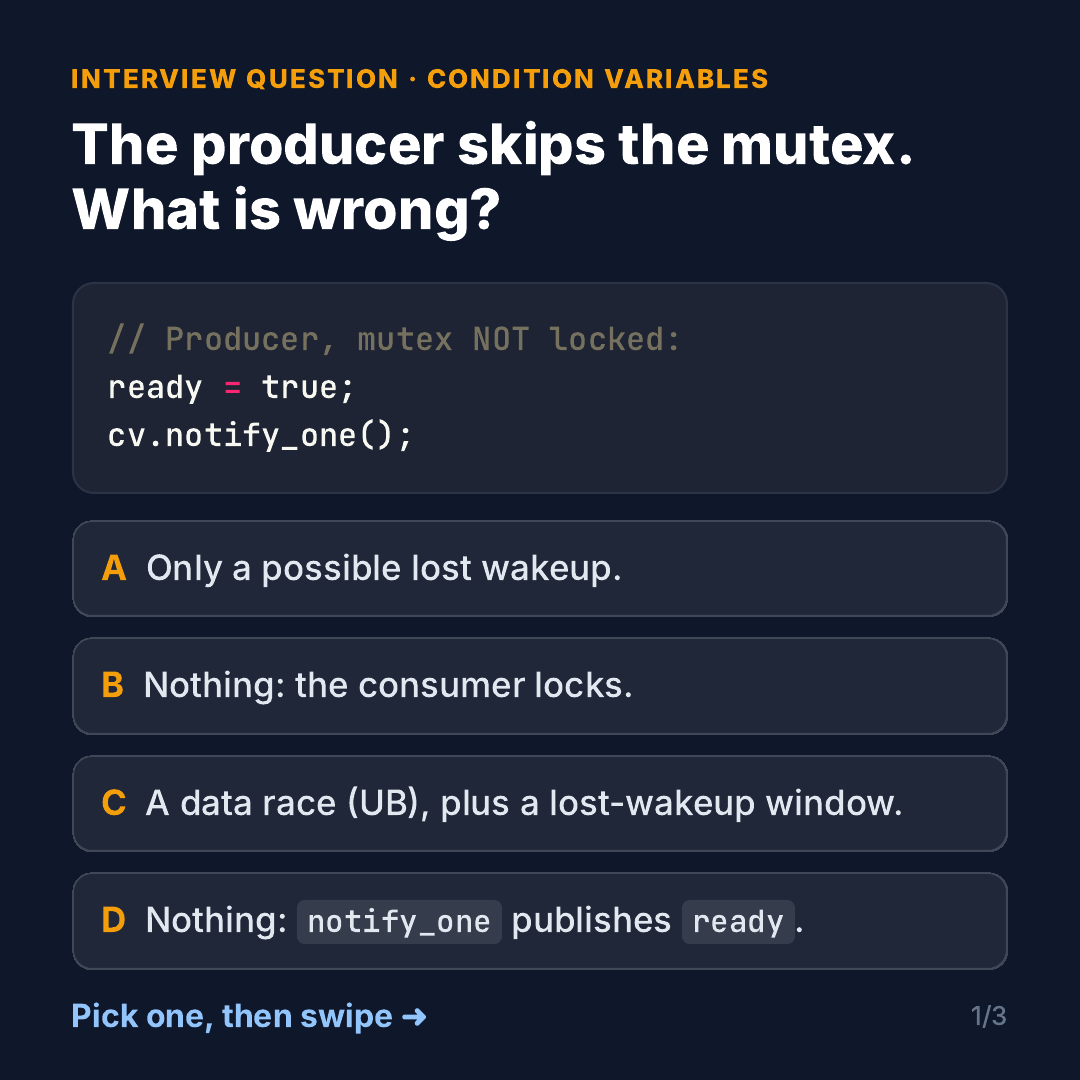 INTERVIEW QUESTION · CONDITION VARIABLES
The producer skips the mutex.
What is wrong?
// Producer, mutex NOT locked:
ready = true;
cv.notify_one();
A Only a possible lost wakeup.
B Nothing: the consumer locks.
C A data race (UB), plus a lost-wakeup window.
D Nothing: notify_one publishes ready.
Pick one, then swipe ➜
1/3